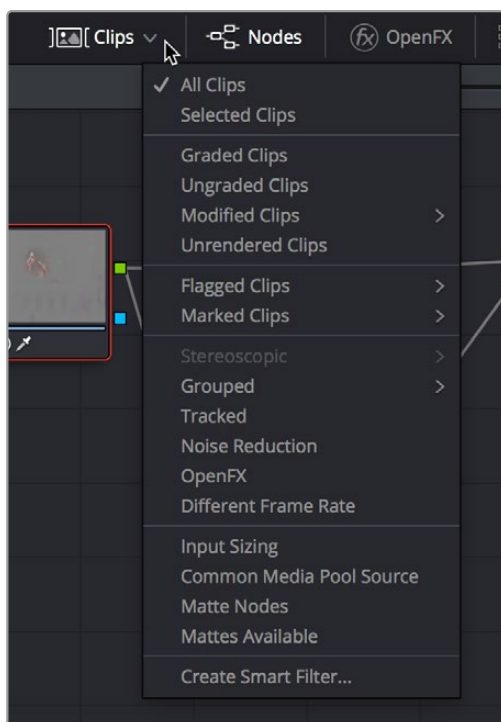 Clips Nodes OpenFX
All Clips
Selected Clips
Graded Clips
Ungraded Clips
Modified Clips
Unrendered Clips
Flagged Clips
Marked Clips
Stereoscopic
Grouped
Tracked
Noise Reduction
OpenFX
Different Frame Rate
Input Sizing
Common Media Pool Source
Matte Nodes
Mattes Available
Create Smart Filter...